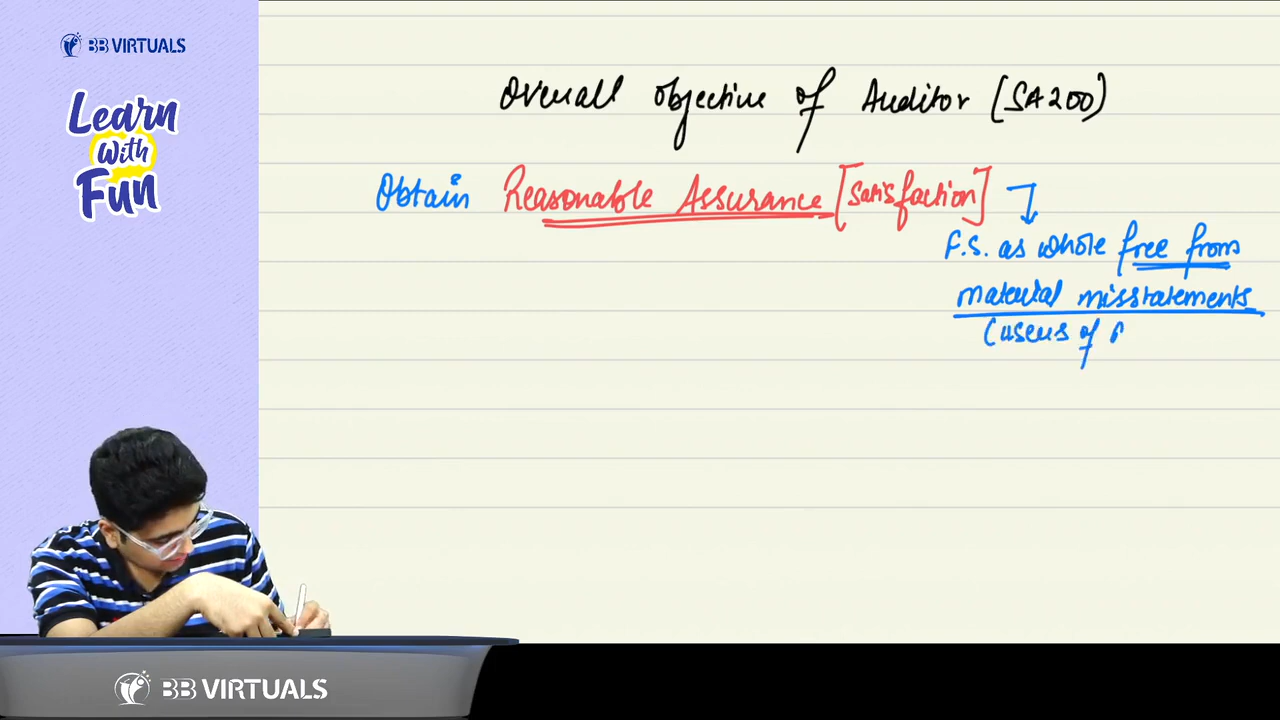 BB VIRTUALS
Learn
With
Fun
Overall Objective of Auditor [SA200]
Obtain Reasonable Assurance [Satisfaction]
F.S. as whole free from
material misstatements
(users of
BB VIRTUALS